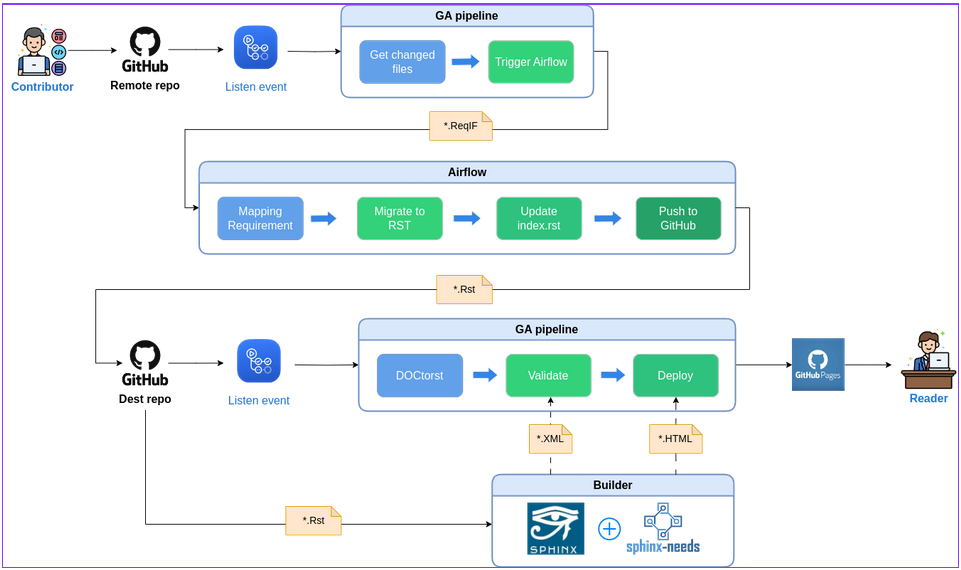 GA pipeline
Get changed
files
Trigger Airflow
GitHub
Contributor
Remote repo
Listen event
*.ReqIF
Airflow
Mapping
Requirement
Migrate to
RST
Update
index.rst
Push to
GitHub
*.Rst
GA pipeline
GitHub
Dest repo
Listen event
DOCtorst
Validate
Deploy
GitHub Pages
Reader
*.XML
*.HTML
Builder
*.Rst
SPHINX
sphinx-needs